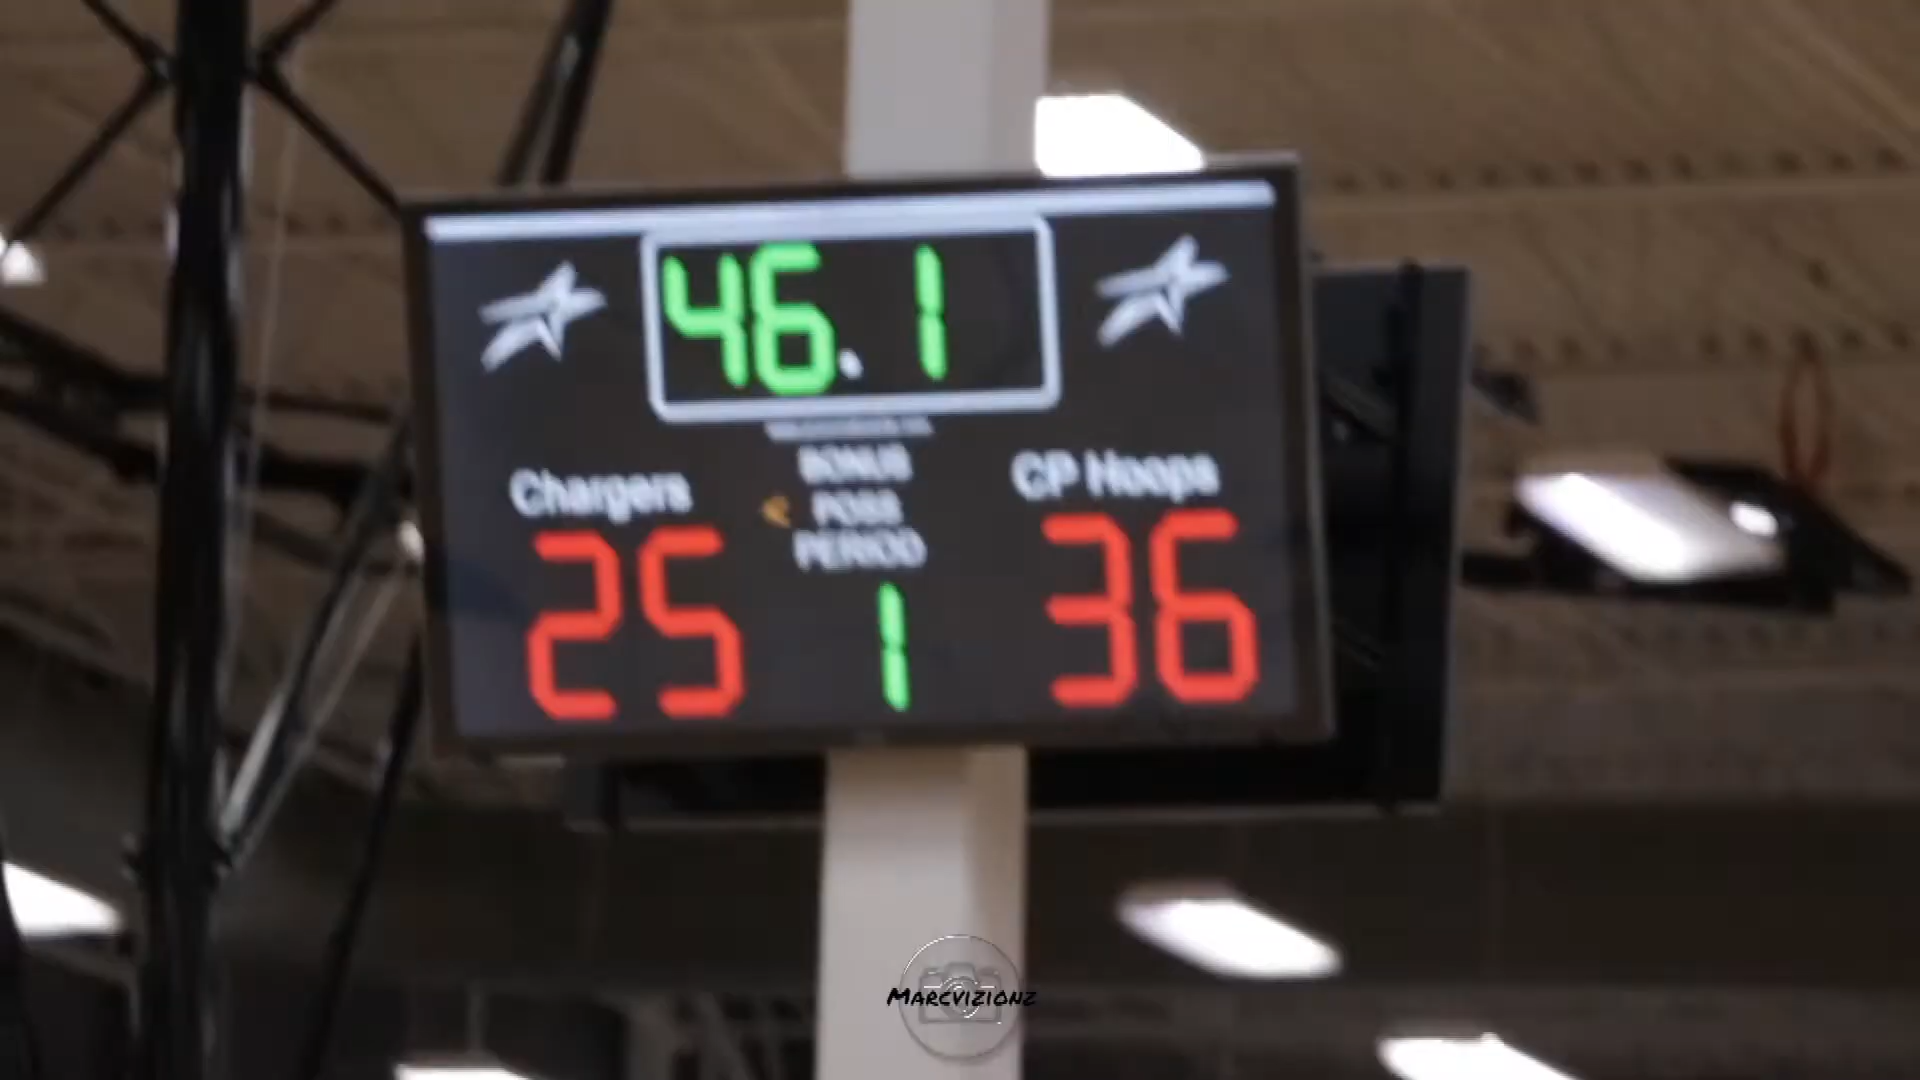 46.1
BONUS
Chargers
CP Hoops
< POSS
PERIOD
25
1
36
MARCVIZIONZ